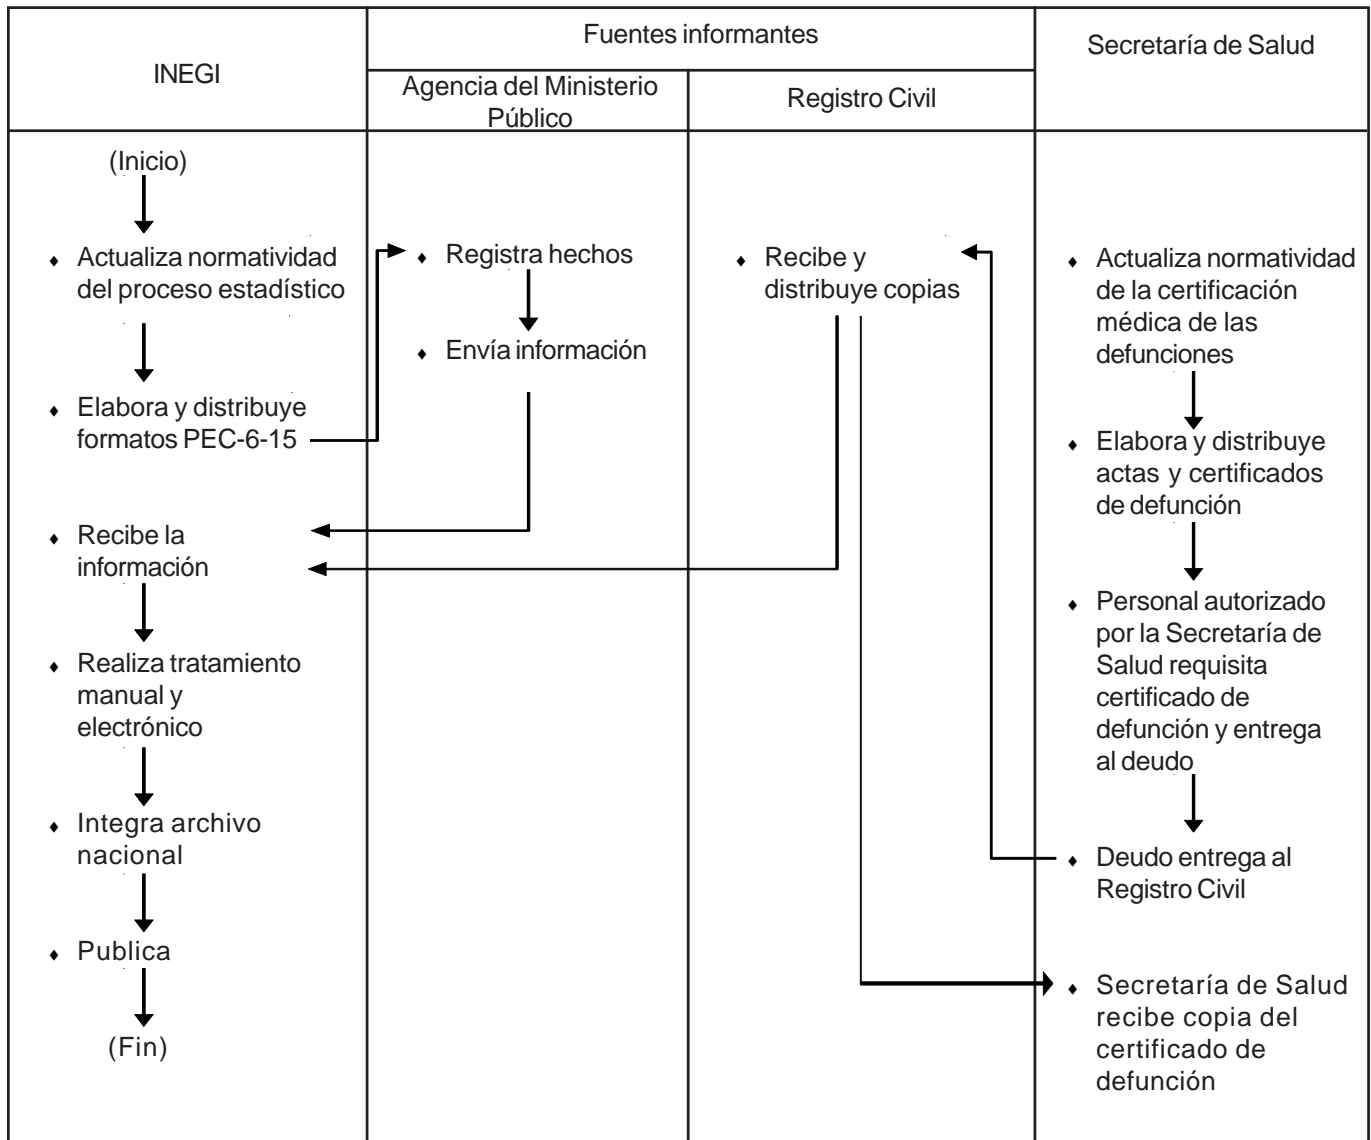 INEGI
Fuentes informantes
Agencia del Ministerio
Público
Registro Civil
Secretaría de Salud
(Inicio)
Actualiza normatividad
del proceso estadístico
Elabora y distribuye
formatos PEC-6-15
Recibe la
información
Realiza tratamiento
manual y
electrónico
Integra archivo
nacional
Publica
(Fin)
Registra hechos
Envía información
Recibe y
distribuye copias
Actualiza normatividad
de la certificación
médica de las
defunciones
Elabora y distribuye
actas y certificados
de defunción
Personal autorizado
por la Secretaría de
Salud requisita
certificado de
defunción y entrega
al deudo
Deudo entrega al
Registro Civil
Secretaría de Salud
recibe copia del
certificado de
defunción